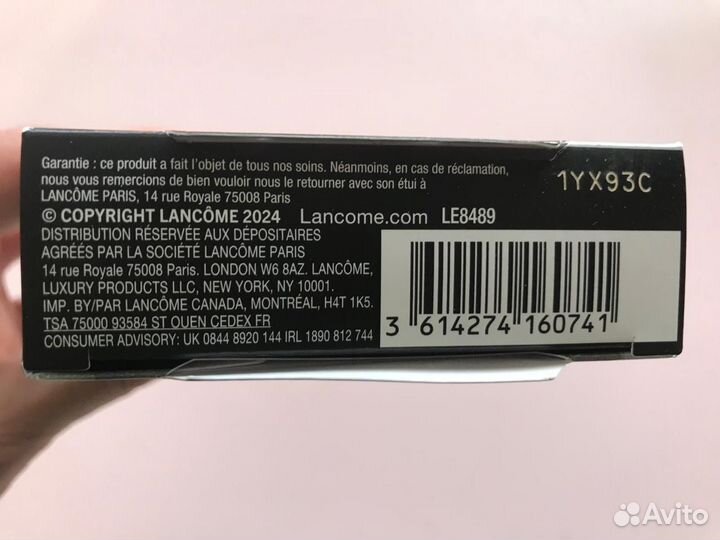 Garantie : ce produit a fait l'objet de tous nos soins. Néanmoins, en cas de réclamation,
nous vous remercions de bien vouloir nous le retourner avec son étui à
LANCÔME PARIS, 14 rue Royale 75008 Paris
1YX93C
© COPYRIGHT LANCÔME 2024 Lancome.com LE8489
DISTRIBUTION RÉSERVÉE AUX DÉPOSITAIRES
AGRÉÉS PAR LA SOCIÉTÉ LANCÔME PARIS
14 rue Royale 75008 Paris. LONDON W6 8AZ. LANCÔME,
LUXURY PRODUCTS LLC, NEW YORK, NY 10001.
IMP. BY/PAR LANCÔME CANADA, MONTRÉAL, H4T 1K5.
TSA 75000 93584 ST OUEN CEDEX FR
CONSUMER ADVISORY: UK 0844 8920 144 IRL 1890 812 744
3 614274 160741
Avito